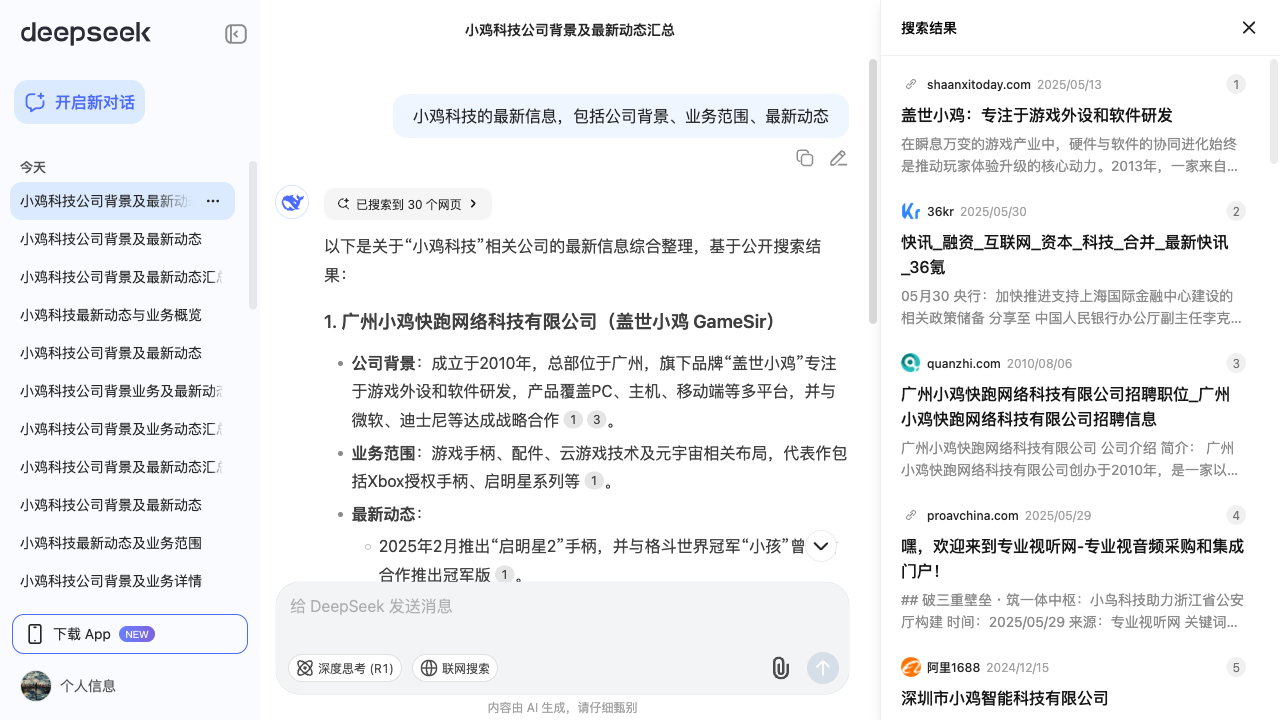 deepseek
开启新对话
今天
小鸡科技公司背景及最新动
小鸡科技公司背景及最新动态
小鸡科技公司背景及最新动态汇总
小鸡科技最新动态与业务概览
小鸡科技公司背景及最新动态
小鸡科技公司背景业务及最新动态
小鸡科技公司背景及业务动态汇总
小鸡科技公司背景及最新动态汇总
小鸡科技公司背景及最新动态
小鸡科技最新动态及业务范围
小鸡科技公司背景及业务详情
下载 App NEW
个人信息
小鸡科技公司背景及最新动态汇总
小鸡科技的最新信息，包括公司背景、业务范围、最新动态
已搜索到 30 个网页
以下是关于“小鸡科技”相关公司的最新信息综合整理，基于公开搜索结
果：
1. 广州小鸡快跑网络科技有限公司（盖世小鸡 GameSir）
• 公司背景：成立于2010年，总部位于广州，旗下品牌“盖世小鸡”专注
于游戏外设和软件研发，产品覆盖PC、主机、移动端等多平台，并与
微软、迪士尼等达成战略合作 1 3 。
• 业务范围：游戏手柄、配件、云游戏技术及元宇宙相关布局，代表作包
括Xbox授权手柄、启明星系列等 1 。
• 最新动态：
2025年2月推出“启明星2”手柄，并与格斗世界冠军“小孩”曾
合作推出冠军版 1 。
给 DeepSeek 发送消息
深度思考 (R1)
联网搜索
内容由 AI 生成，请仔细甄别
搜索结果
shaanxitoday.com 2025/05/13 1
盖世小鸡：专注于游戏外设和软件研发
在瞬息万变的游戏产业中，硬件与软件的协同进化始终
是推动玩家体验升级的核心动力。2013年，一家来自...
36kr 2025/05/30 2
快讯_融资_互联网_资本_科技_合并_最新快讯
_36氪
05月30 央行：加快推进支持上海国际金融中心建设的
相关政策储备 分享至 中国人民银行办公厅副主任李克...
quanzhi.com 2010/08/06 3
广州小鸡快跑网络科技有限公司招聘职位_广州
小鸡快跑网络科技有限公司招聘信息
广州小鸡快跑网络科技有限公司 公司介绍 简介： 广州
小鸡快跑网络科技有限公司创办于2010年，是一家以...
proavchina.com 2025/05/29 4
嘿，欢迎来到专业视听网-专业视音频采购和集成
门户！
## 破三重壁垒・筑一体中枢：小鸟科技助力浙江省公安
厅构建 时间：2025/05/29 来源：专业视听网 关键词...
阿里1688 2024/12/15 5
深圳市小鸡智能科技有限公司